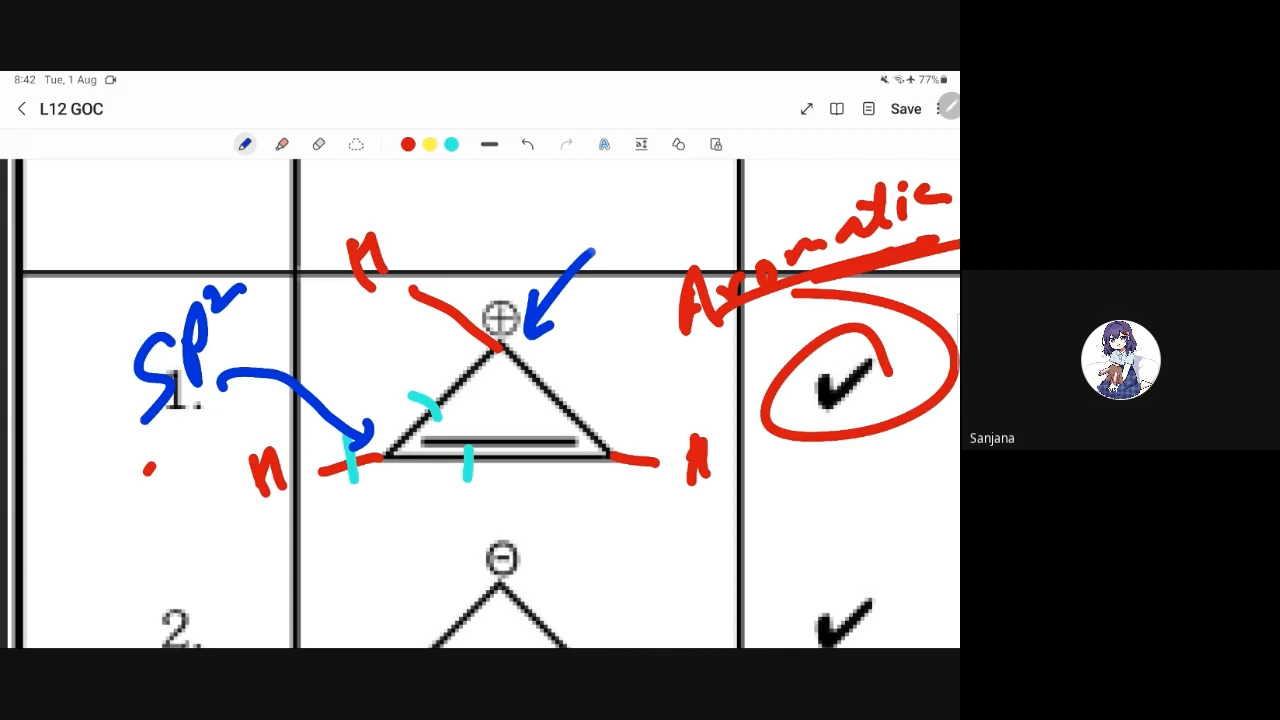 8:42 Tue, 1 Aug 77%
L12 GOC
Save
Aromatic
H
⊕
sp²
1.
H
H
⊖
2.
Sanjana